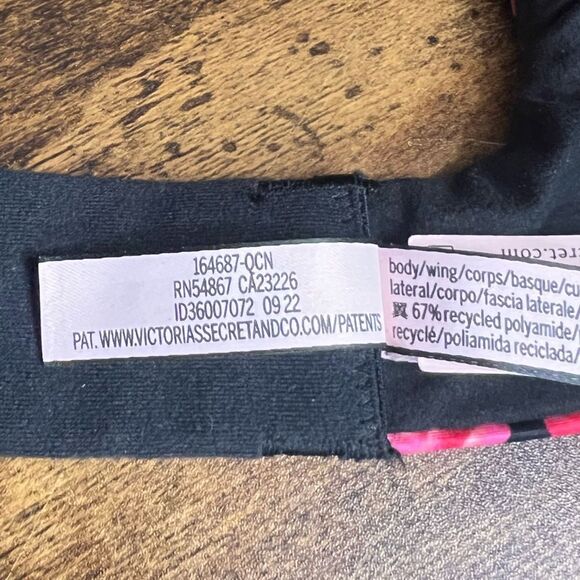 164687-QCN
RN54867 CA23226
ID36007072 09 22
PAT. WWW.VICTORIASSECRETANDCO.COM/PATENTS
ret.com
body/wing/corps/basque/cu
lateral/corpo/fascia laterale/
67% recycled polyamide/
recyclé/poliamida reciclada/